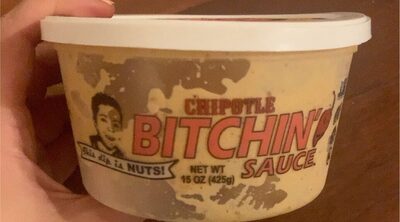 CHIPOTLE
BITCHIN'
SAUCE
this dip is NUTS!
NET WT
15 OZ (425g)